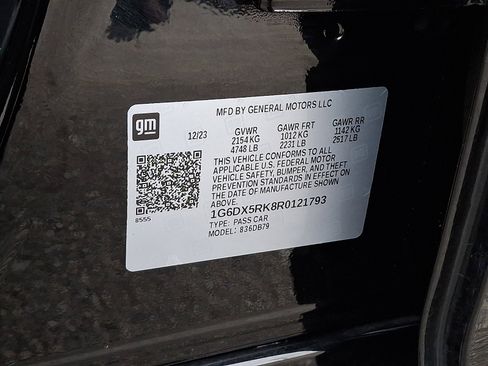 MFD BY GENERAL MOTORS LLC
gm
12/23 GVWR GAWR FRT GAWR RR
2154 KG 1012 KG 1142 KG
4748 LB 2231 LB 2517 LB
THIS VEHICLE CONFORMS TO ALL
APPLICABLE U.S. FEDERAL MOTOR
VEHICLE SAFETY, BUMPER, AND THEFT
PREVENTION STANDARDS IN EFFECT ON
THE DATE OF MANUFACTURE SHOWN
ABOVE.
1G6DX5RK8R0121793
8555
TYPE: PASS CAR
MODEL: 836DB79